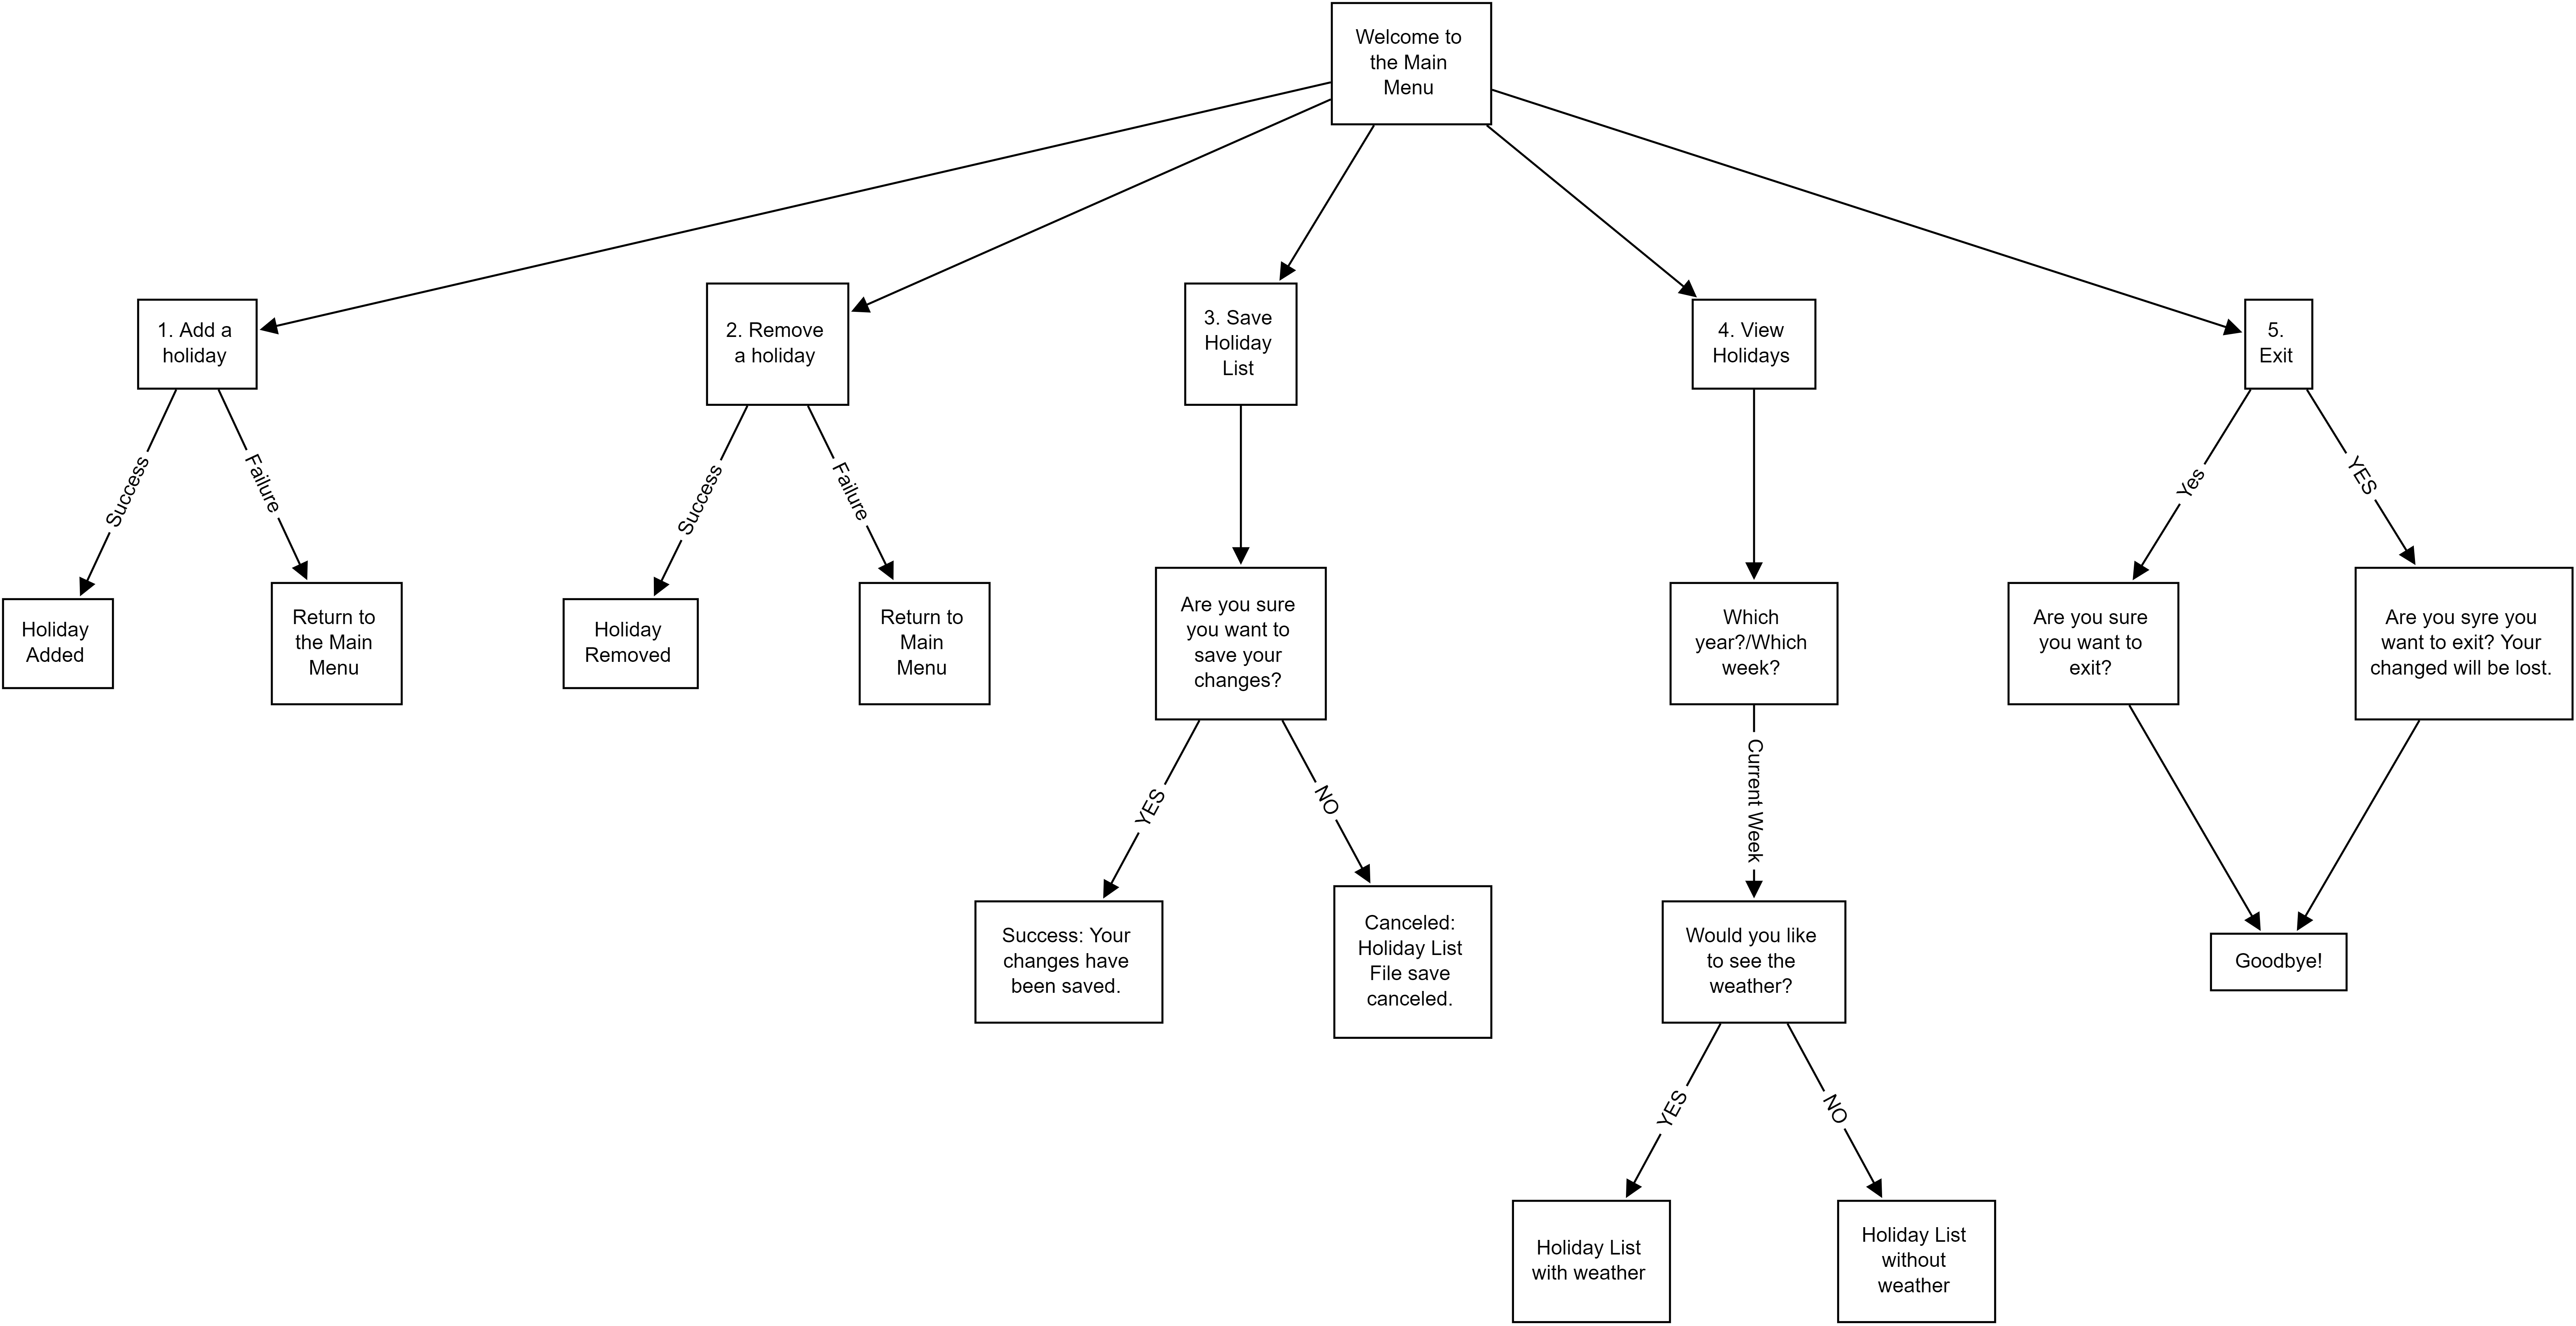 Welcome to
the Main
Menu
1. Add a
holiday
2. Remove
a holiday
3. Save
Holiday
List
4. View
Holidays
5.
Exit
Success
Failure
Success
Failure
Yes
YES
Holiday
Added
Return to
the Main
Menu
Holiday
Removed
Return to
Main
Menu
Are you sure
you want to
save your
changes?
Which
year?/Which
week?
Are you sure
you want to
exit?
Are you syre you
want to exit? Your
changed will be lost.
YES
NO
Current Week
Success: Your
changes have
been saved.
Canceled:
Holiday List
File save
canceled.
Would you like
to see the
weather?
Goodbye!
YES
NO
Holiday List
with weather
Holiday List
without
weather